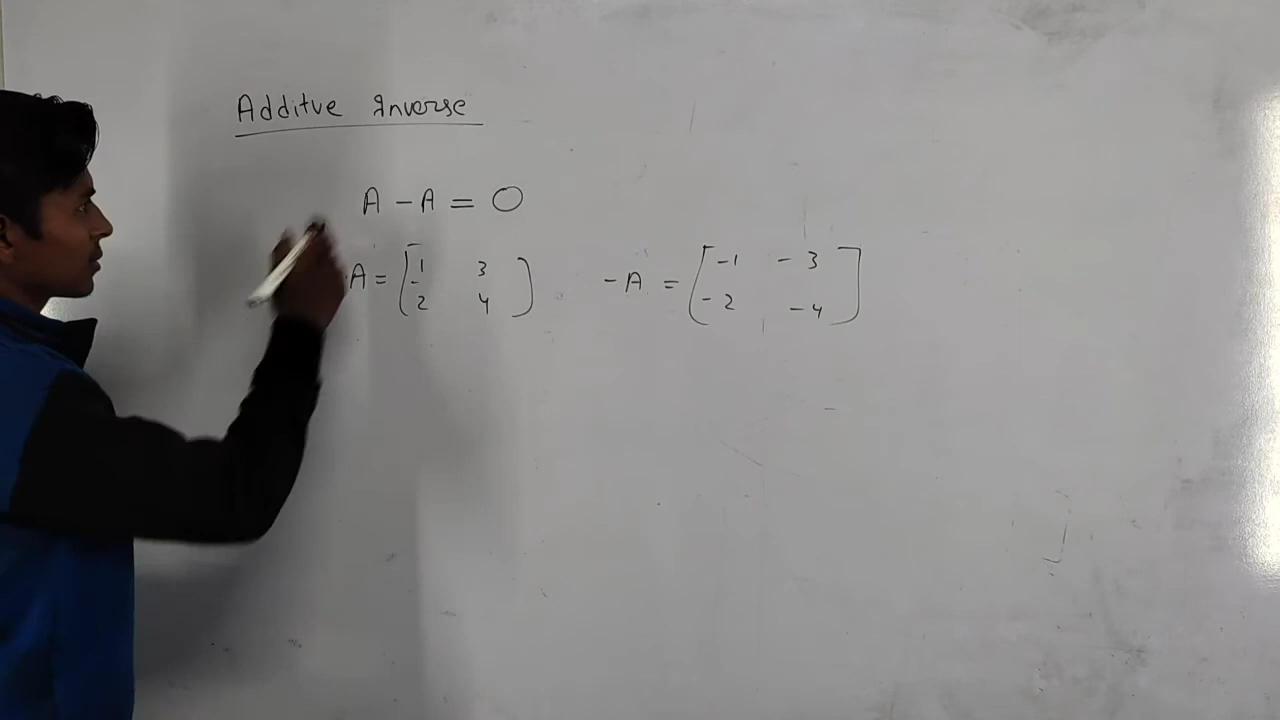 Additve Inverse
A - A = O
A = [1 3 -A = [-1 -3
2 4] -2 -4]